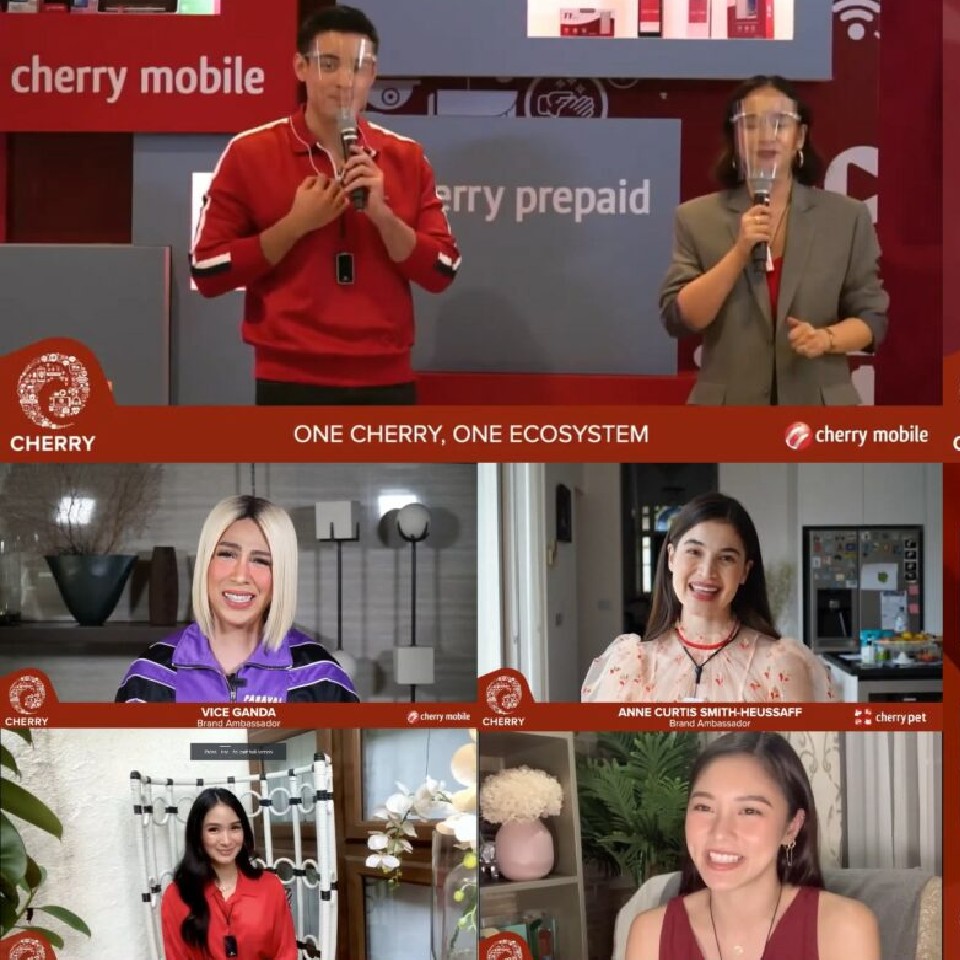 cherry mobile
erry prepaid
CHERRY
ONE CHERRY, ONE ECOSYSTEM
cherry mobile
CHERRY
VICE GANDA
Brand Ambassador
cherry mobile
CHERRY
ANNE CURTIS SMITH-HEUSSAFF
Brand Ambassador
cherry pet